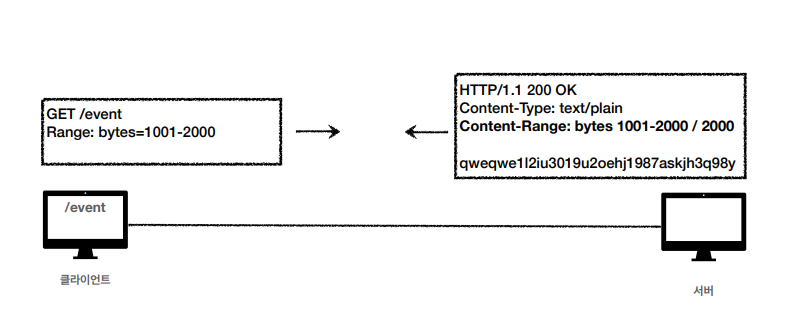 GET /event
Range: bytes=1001-2000
HTTP/1.1 200 OK
Content-Type: text/plain
Content-Range: bytes 1001-2000 / 2000
qweqwe1l2iu3019u2oehj1987askjh3q98y
/event
클라이언트
서버